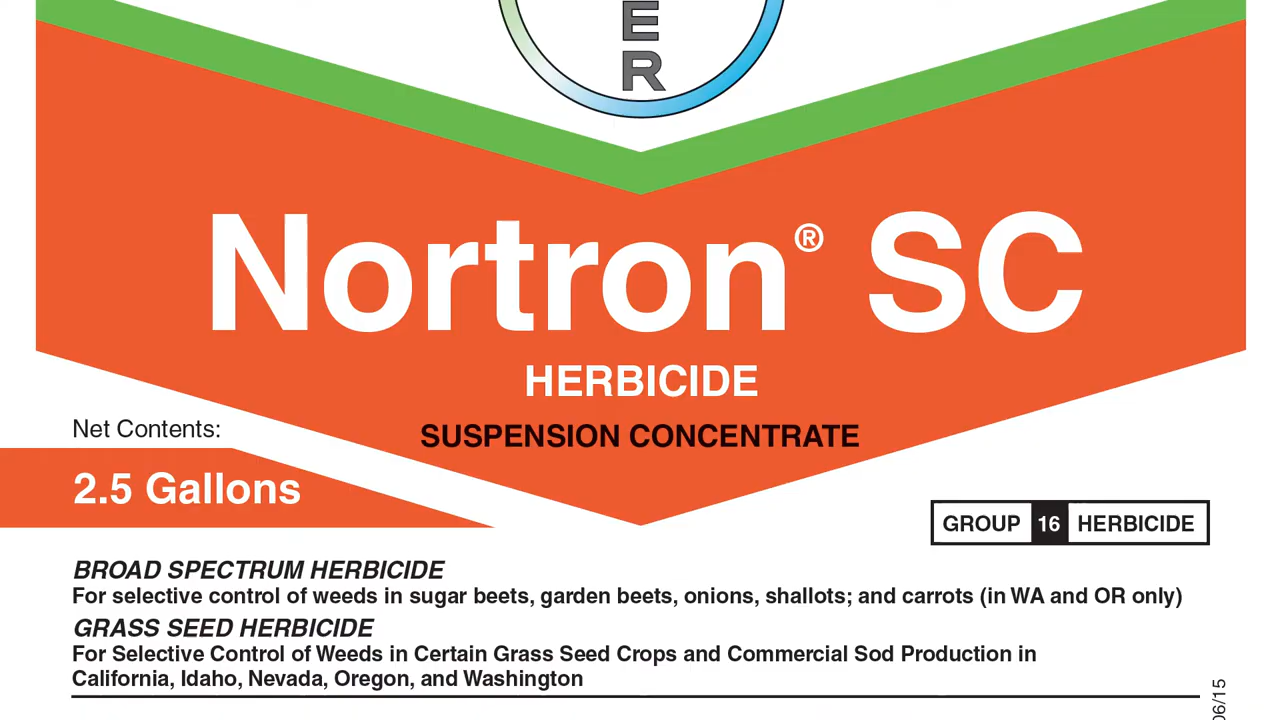 E
R
Nortron® SC
HERBICIDE
SUSPENSION CONCENTRATE
Net Contents:
2.5 Gallons
GROUP 16 HERBICIDE
BROAD SPECTRUM HERBICIDE
For selective control of weeds in sugar beets, garden beets, onions, shallots; and carrots (in WA and OR only)
GRASS SEED HERBICIDE
For Selective Control of Weeds in Certain Grass Seed Crops and Commercial Sod Production in
California, Idaho, Nevada, Oregon, and Washington
06/15